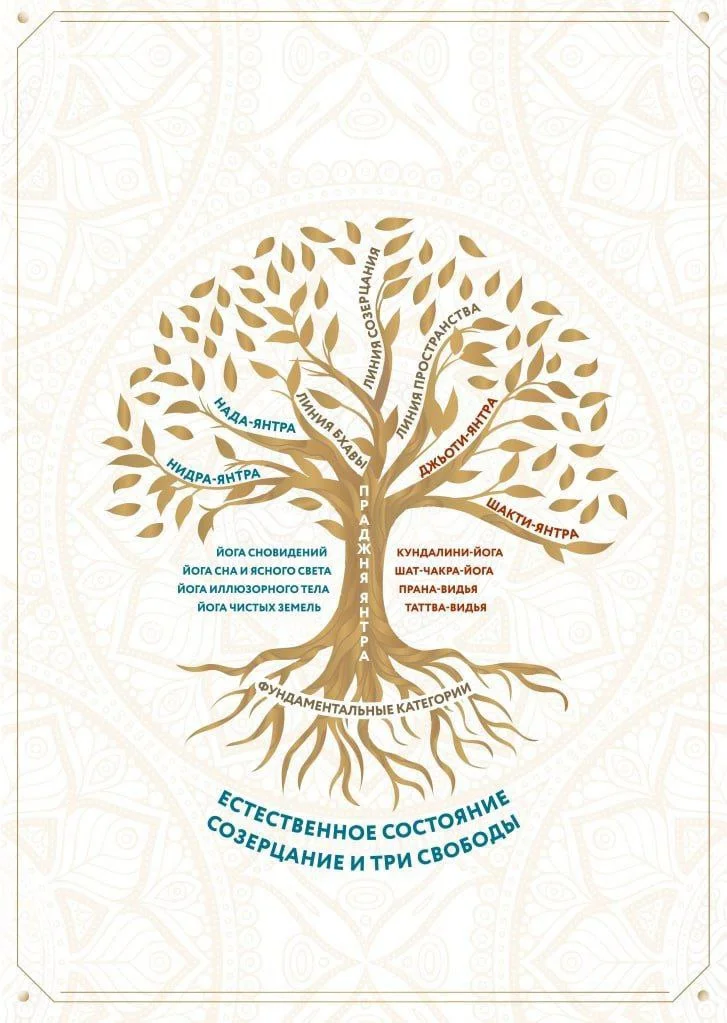 ЛИНИЯ СОЗЕРЦАНИЯ
ЛИНИЯ ПРОСТРАНСТВА
ЛИНИЯ БХАВЫ
НАДА-ЯНТРА
ДЖЬОТИ-ЯНТРА
НИДРА-ЯНТРА
ШАКТИ-ЯНТРА
ПРАДЖНЯ ЯНТРА
ЙОГА СНОВИДЕНИЙ
ЙОГА СНА И ЯСНОГО СВЕТА
ЙОГА ИЛЛЮЗОРНОГО ТЕЛА
ЙОГА ЧИСТЫХ ЗЕМЕЛЬ
КУНДАЛИНИ-ЙОГА
ШАТ-ЧАКРА-ЙОГА
ПРАНА-ВИДЬЯ
ТАТТВА-ВИДЬЯ
ФУНДАМЕНТАЛЬНЫЕ КАТЕГОРИИ
ЕСТЕСТВЕННОЕ СОСТОЯНИЕ
СОЗЕРЦАНИЕ И ТРИ СВОБОДЫ